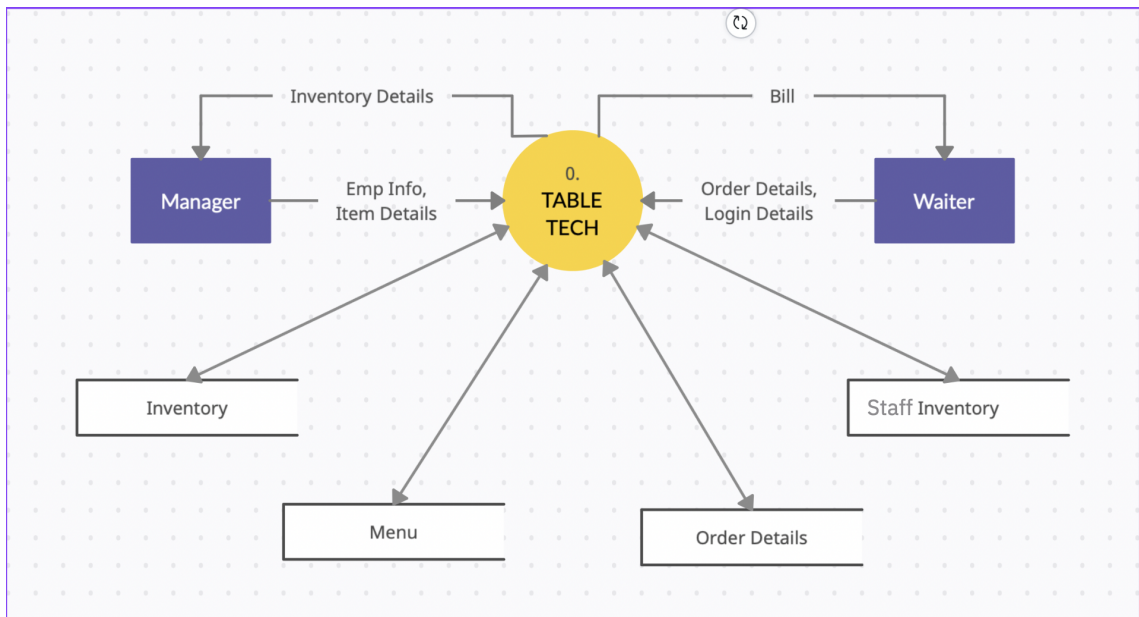 Inventory Details
Bill
Manager
Emp Info,
Item Details
0.
TABLE
TECH
Order Details,
Login Details
Waiter
Inventory
Staff Inventory
Menu
Order Details